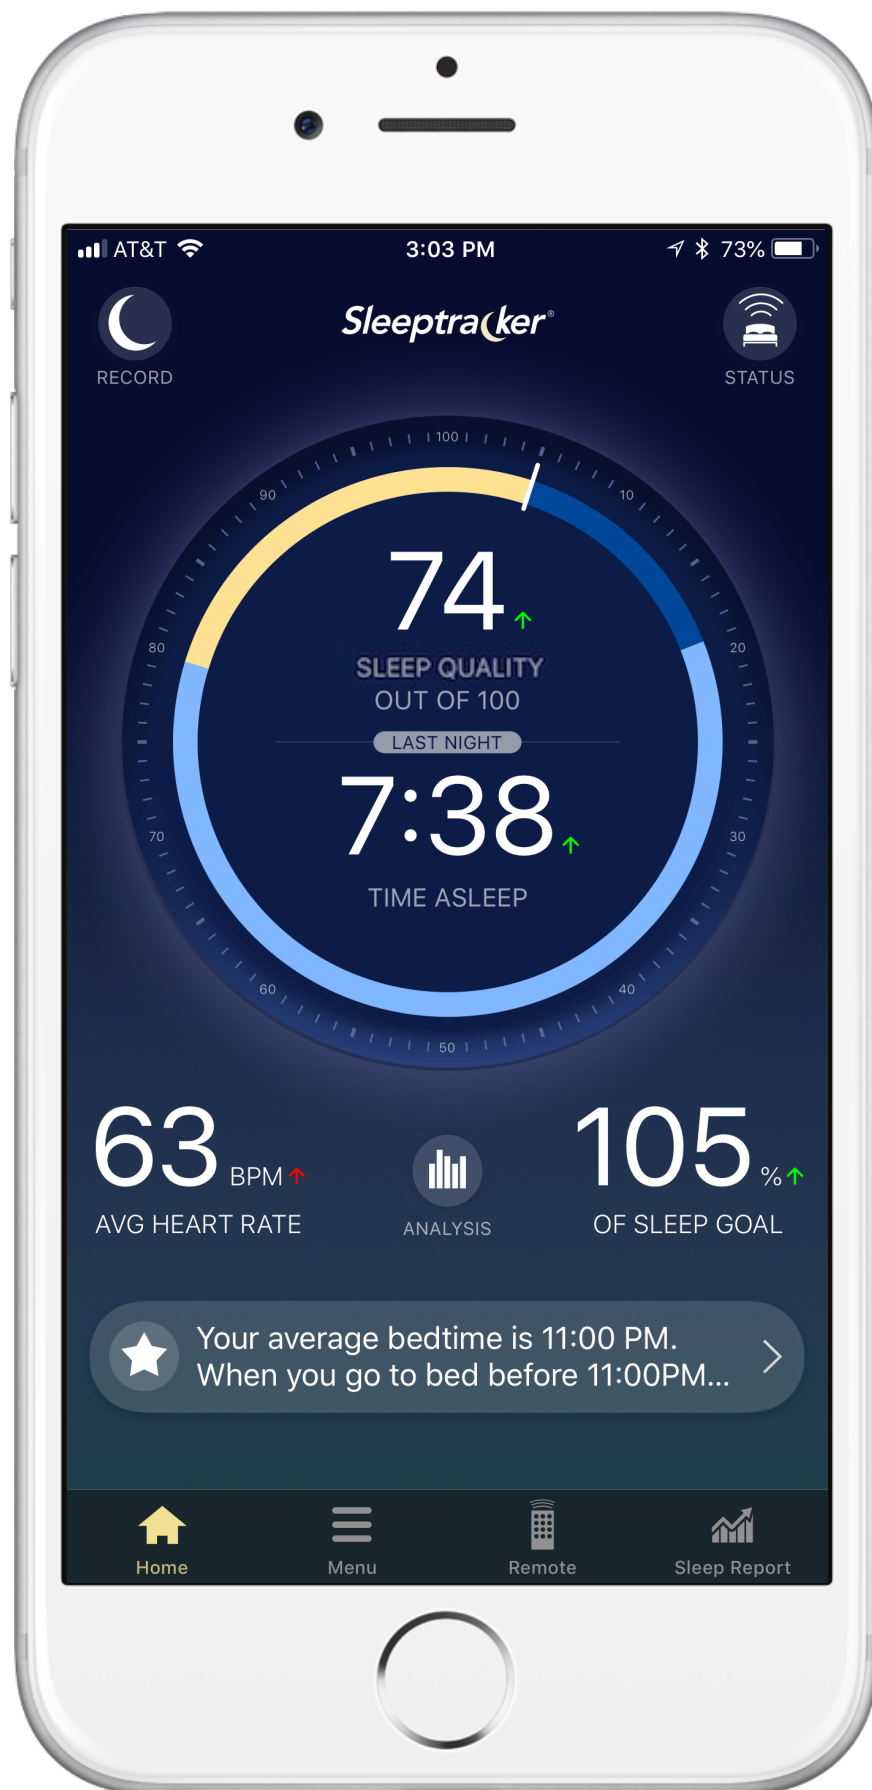 AT&T
3:03 PM
73%
Sleeptracker®
RECORD
STATUS
100
10
20
30
40
50
60
70
80
90
74
SLEEP QUALITY
OUT OF 100
LAST NIGHT
7:38
TIME ASLEEP
63 BPM
AVG HEART RATE
ANALYSIS
105 %
OF SLEEP GOAL
Your average bedtime is 11:00 PM.
When you go to bed before 11:00PM...
Home
Menu
Remote
Sleep Report